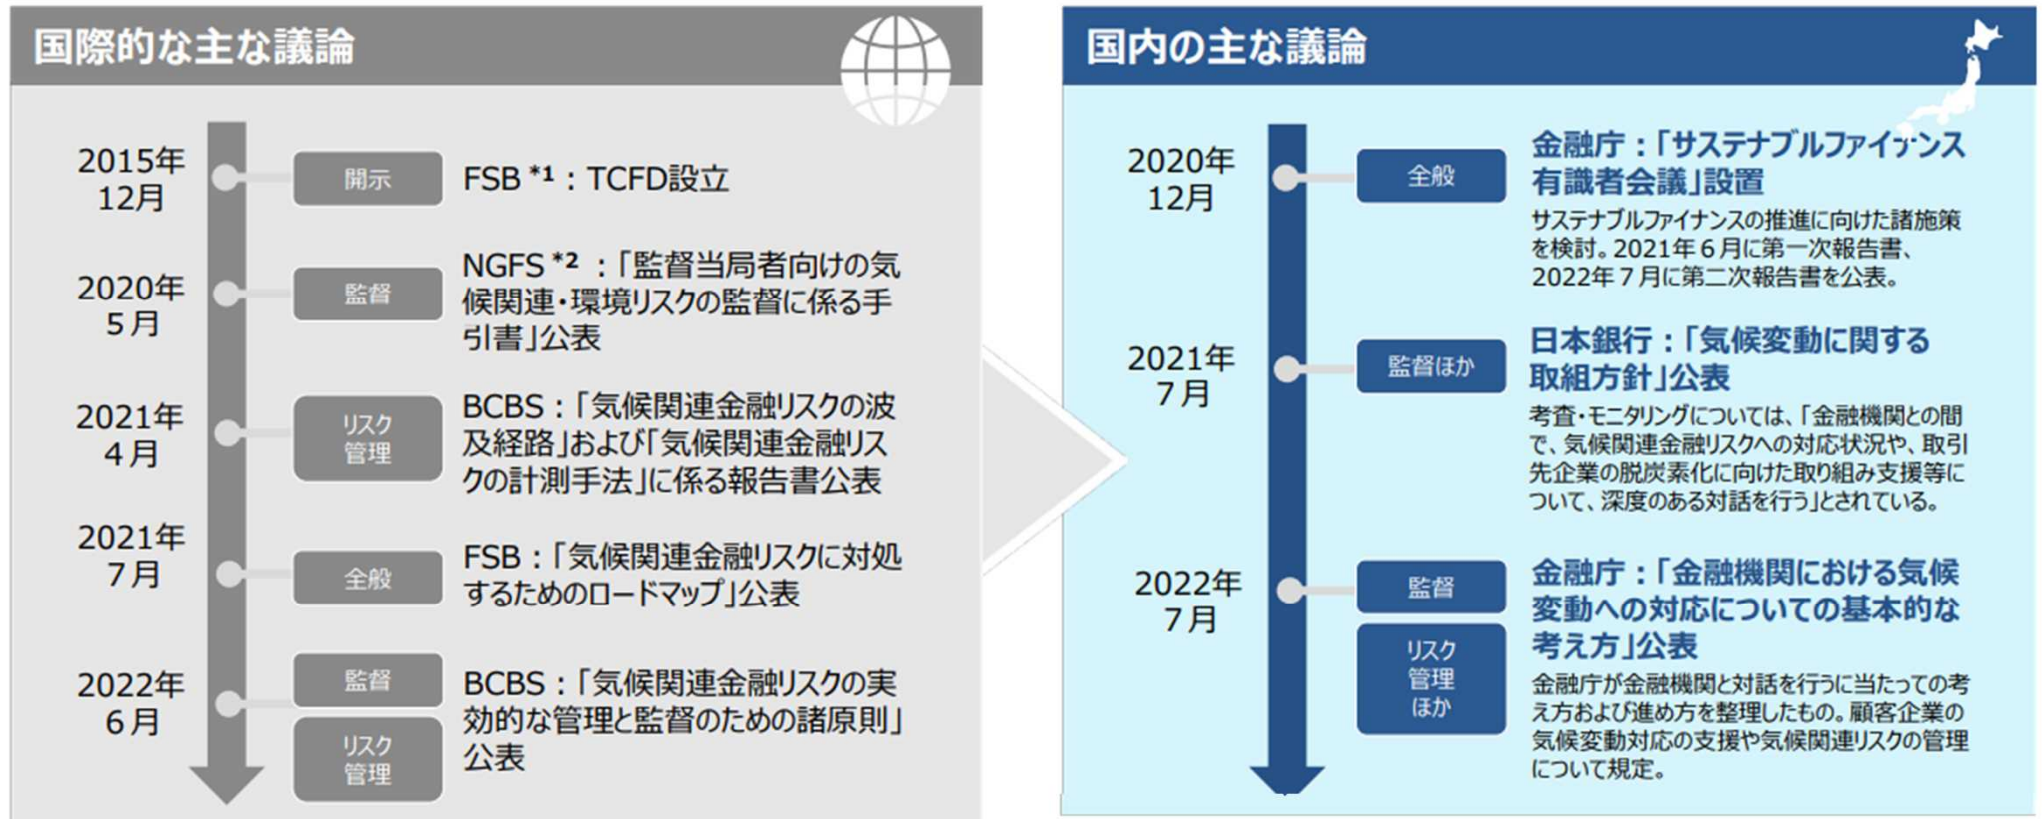 国際的な主な議論
2015年
12月
開示
FSB *1：TCFD設立
2020年
5月
監督
NGFS *2 ：「監督当局者向けの気
候関連・環境リスクの監督に係る手
引書」公表
2021年
4月
リスク
管理
BCBS：「気候関連金融リスクの波
及経路」および「気候関連金融リス
クの計測手法」に係る報告書公表
2021年
7月
全般
FSB：「気候関連金融リスクに対処
するためのロードマップ」公表
2022年
6月
監督
リスク
管理
BCBS：「気候関連金融リスクの実
効的な管理と監督のための諸原則」
公表
国内の主な議論
2020年
12月
全般
金融庁：「サステナブルファイナンス
有識者会議」設置
サステナブルファイナンスの推進に向けた諸施策
を検討。2021年６月に第一次報告書、
2022年７月に第二次報告書を公表。
2021年
7月
監督ほか
日本銀行：「気候変動に関する
取組方針」公表
考査・モニタリングについては、「金融機関との間
で、気候関連金融リスクへの対応状況や、取引
先企業の脱炭素化に向けた取り組み支援等に
ついて、深度のある対話を行う」とされている。
2022年
7月
監督
リスク
管理
ほか
金融庁：「金融機関における気候
変動への対応についての基本的な
考え方」公表
金融庁が金融機関と対話を行うに当たっての考
え方および進め方を整理したもの。顧客企業の
気候変動対応の支援や気候関連リスクの管理
について規定。